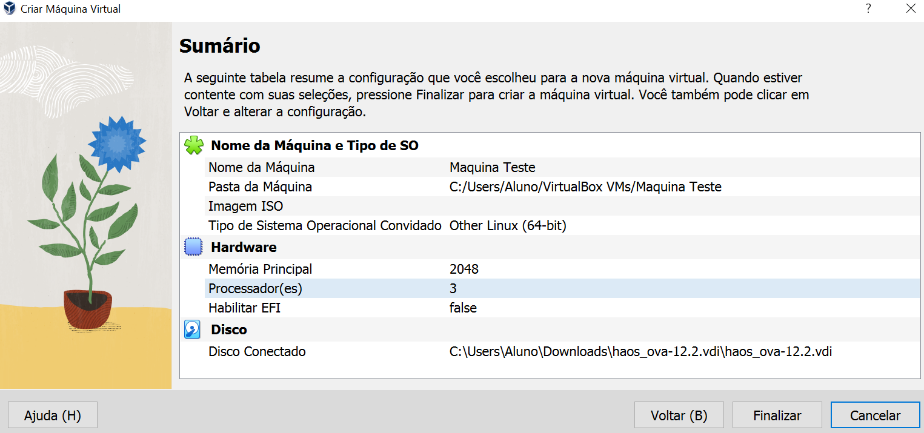 Criar Máquina Virtual
?
Sumário
A seguinte tabela resume a configuração que você escolheu para a nova máquina virtual. Quando estiver
contente com suas seleções, pressione Finalizar para criar a máquina virtual. Você também pode clicar em
Voltar e alterar a configuração.
Nome da Máquina e Tipo de SO
Nome da Máquina Maquina Teste
Pasta da Máquina C:/Users/Aluno/VirtualBox VMs/Maquina Teste
Imagem ISO
Tipo de Sistema Operacional Convidado Other Linux (64-bit)
Hardware
Memória Principal 2048
Processador(es) 3
Habilitar EFI false
Disco
Disco Conectado C:\Users\Aluno\Downloads\haos_ova-12.2.vdi\haos_ova-12.2.vdi
Ajuda (H) Voltar (B) Finalizar Cancelar